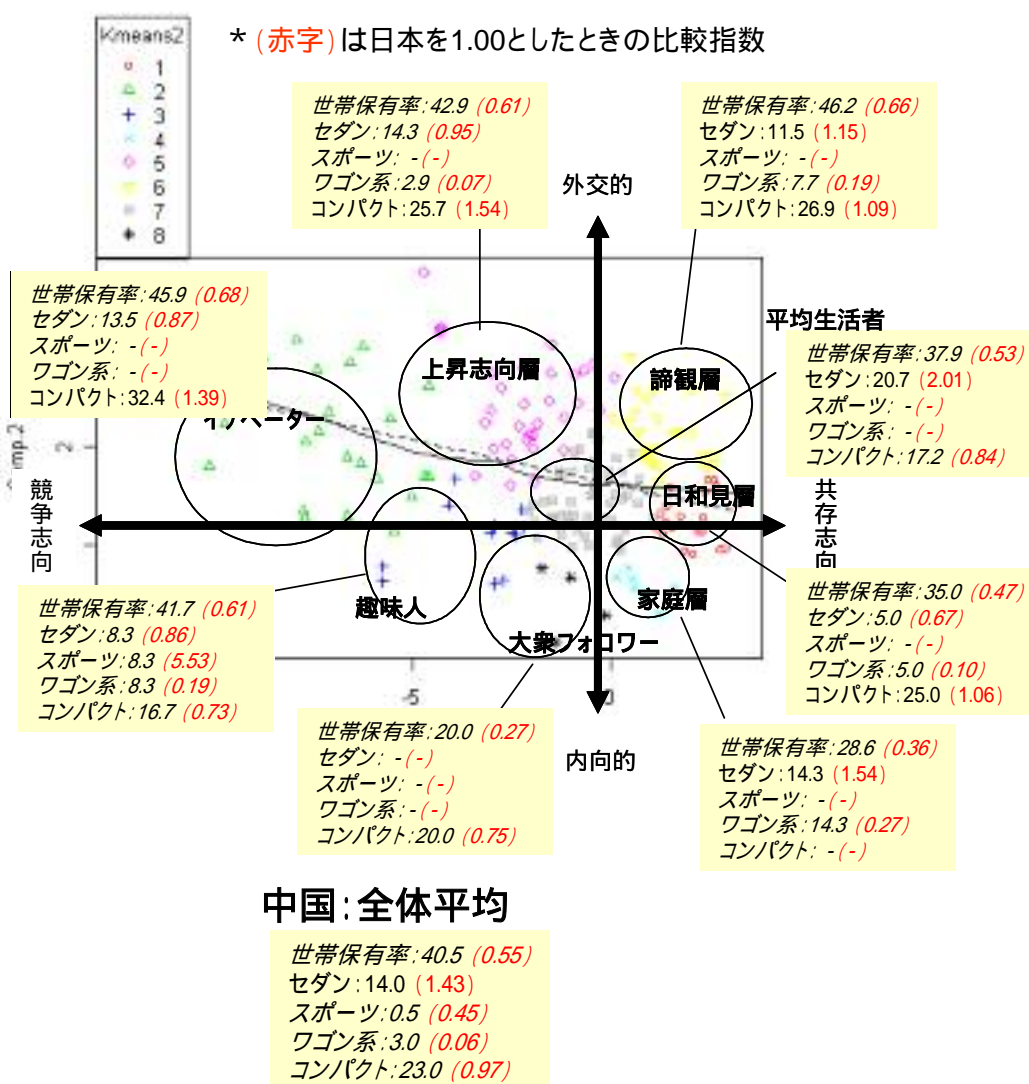 Kmeans2
1
2
3
4
5
6
7
8
* (赤字)は日本を1.00としたときの比較指数
世帯保有率:42.9 (0.61)
セダン:14.3 (0.95)
スポーツ: -(-)
ワゴン系:2.9 (0.07)
コンパクト:25.7 (1.54)
世帯保有率:46.2 (0.66)
セダン:11.5 (1.15)
スポーツ: -(-)
ワゴン系:7.7 (0.19)
コンパクト:26.9 (1.09)
外交的
世帯保有率:45.9 (0.68)
セダン:13.5 (0.87)
スポーツ: -(-)
ワゴン系: -(-)
コンパクト:32.4 (1.39)
平均生活者
世帯保有率:37.9 (0.53)
セダン:20.7 (2.01)
スポーツ: -(-)
ワゴン系: -(-)
コンパクト:17.2 (0.84)
上昇志向層
諦観層
イノベーター
2
日和見層
競争志向
共存志向
世帯保有率:41.7 (0.61)
セダン:8.3 (0.86)
スポーツ:8.3 (5.53)
ワゴン系:8.3 (0.19)
コンパクト:16.7 (0.73)
趣味人
大衆フォロワー
家庭層
世帯保有率:35.0 (0.47)
セダン:5.0 (0.67)
スポーツ: -(-)
ワゴン系:5.0 (0.10)
コンパクト:25.0 (1.06)
-5
0
世帯保有率:20.0 (0.27)
セダン: -(-)
スポーツ: -(-)
ワゴン系: -(-)
コンパクト:20.0 (0.75)
内向的
世帯保有率:28.6 (0.36)
セダン:14.3 (1.54)
スポーツ: -(-)
ワゴン系:14.3 (0.27)
コンパクト: -(-)
中国:全体平均
世帯保有率:40.5 (0.55)
セダン:14.0 (1.43)
スポーツ:0.5 (0.45)
ワゴン系:3.0 (0.06)
コンパクト:23.0 (0.97)